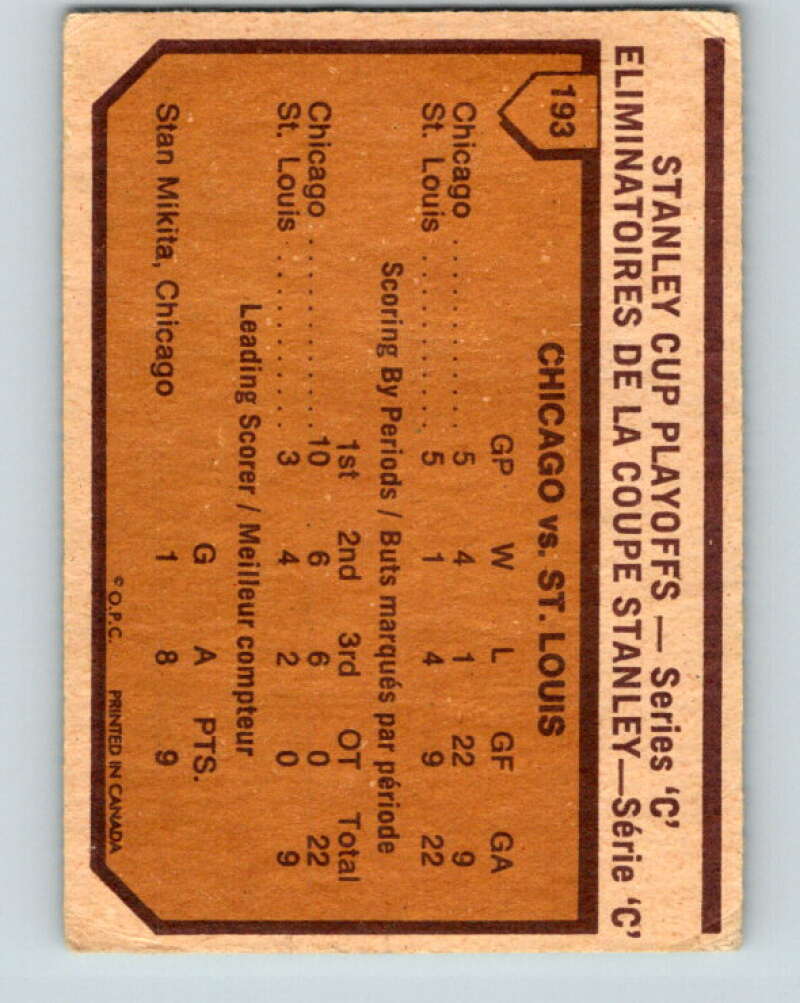 STANLEY CUP PLAYOFFS — Series 'C'
ELIMINATOIRES DE LA COUPE STANLEY—Série 'C'
193
CHICAGO vs. ST. LOUIS
GP W L GF GA
Chicago . . . . . . . . . . 5 4 1 22 9
St. Louis . . . . . . . . . . 5 1 4 9 22
Scoring By Periods / Buts marqués par période
1st 2nd 3rd OT Total
Chicago . . . . . . . . . . 10 6 6 0 22
St. Louis . . . . . . . . . . 3 4 2 0 9
Leading Scorer / Meilleur compteur
G A PTS.
Stan Mikita, Chicago 1 8 9
© O.P.C. PRINTED IN CANADA